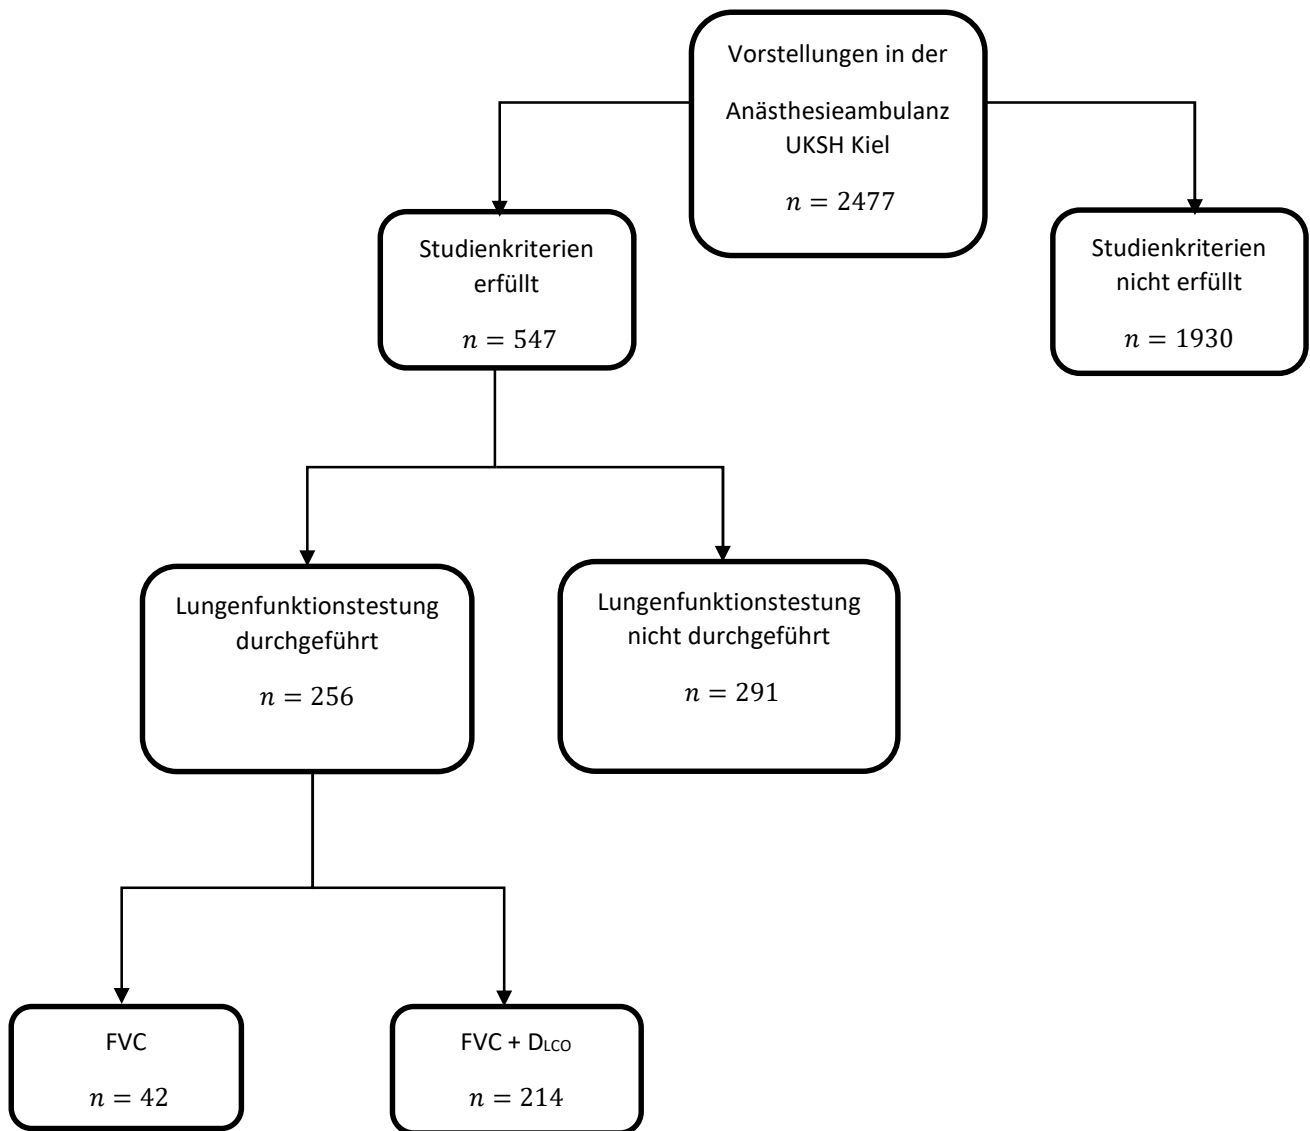 Vorstellungen in der
Anästhesieambulanz
UKSH Kiel
n = 2477
Studienkriterien
erfüllt
n = 547
Studienkriterien
nicht erfüllt
n = 1930
Lungenfunktionstestung
durchgeführt
n = 256
Lungenfunktionstestung
nicht durchgeführt
n = 291
FVC
n = 42
FVC + DLCO
n = 214